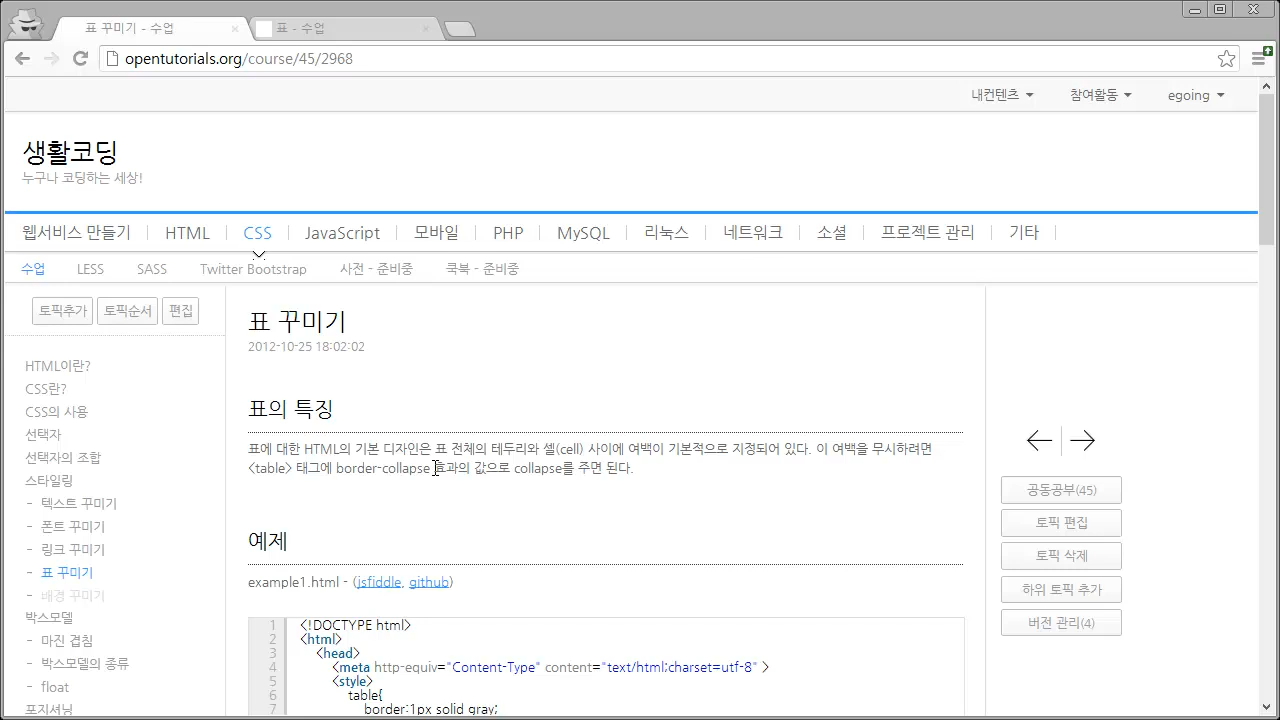 표 꾸미기 - 수업
표 - 수업
opentutorials.org/course/45/2968
내컨텐츠 참여활동 egoing
생활코딩
누구나 코딩하는 세상!
웹서비스 만들기 HTML CSS JavaScript 모바일 PHP MySQL 리눅스 네트워크 소셜 프로젝트 관리 기타
수업 LESS SASS Twitter Bootstrap 사전 - 준비중 쿡북 - 준비중
토픽추가 토픽순서 편집
HTML이란?
CSS란?
CSS의 사용
선택자
선택자의 조합
스타일링
- 텍스트 꾸미기
- 폰트 꾸미기
- 링크 꾸미기
- 표 꾸미기
- 배경 꾸미기
박스모델
- 마진 겹침
- 박스모델의 종류
- float
포지셔닝
표 꾸미기
2012-10-25 18:02:02
표의 특징
표에 대한 HTML의 기본 디자인은 표 전체의 테두리와 셀(cell) 사이에 여백이 기본적으로 지정되어 있다. 이 여백을 무시하려면
<table> 태그에 border-collapse 효과의 값으로 collapse를 주면 된다.
예제
example1.html - (jsfiddle, github)
1 <!DOCTYPE html>
2 <html>
3 <head>
4 <meta http-equiv="Content-Type" content="text/html;charset=utf-8" >
5 <style>
6 table{
7 border:1px solid gray;
공동공부(45)
토픽 편집
토픽 삭제
하위 토픽 추가
버전 관리(4)